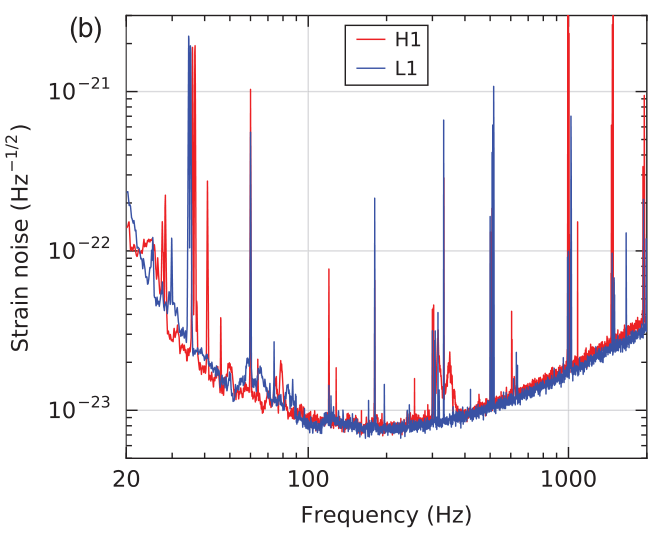 (b)
H1
L1
10⁻²¹
10⁻²²
10⁻²³
Strain noise (Hz⁻¹/²)
20
100
1000
Frequency (Hz)